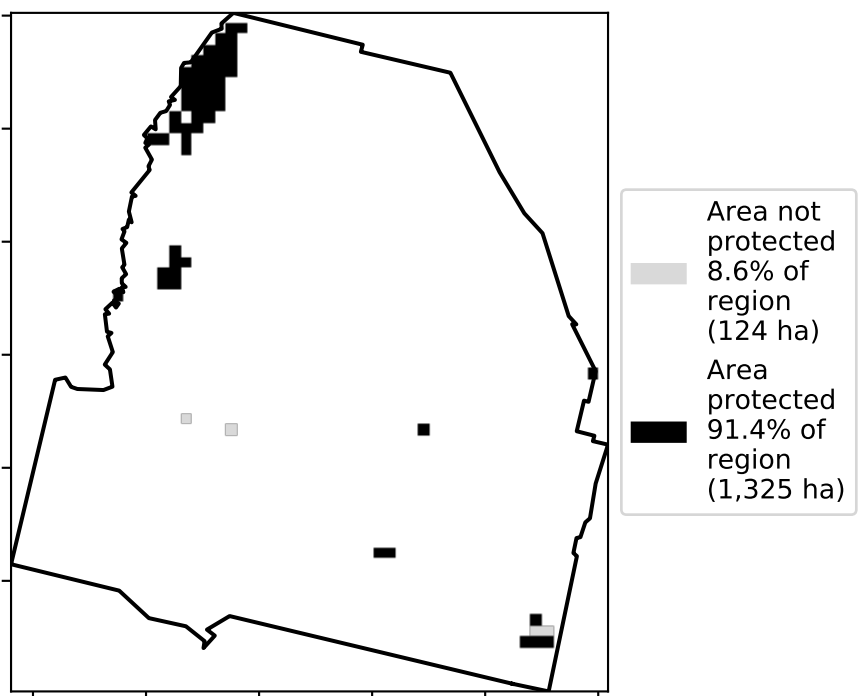 Area not
protected
8.6% of
region
(124 ha)
Area
protected
91.4% of
region
(1,325 ha)